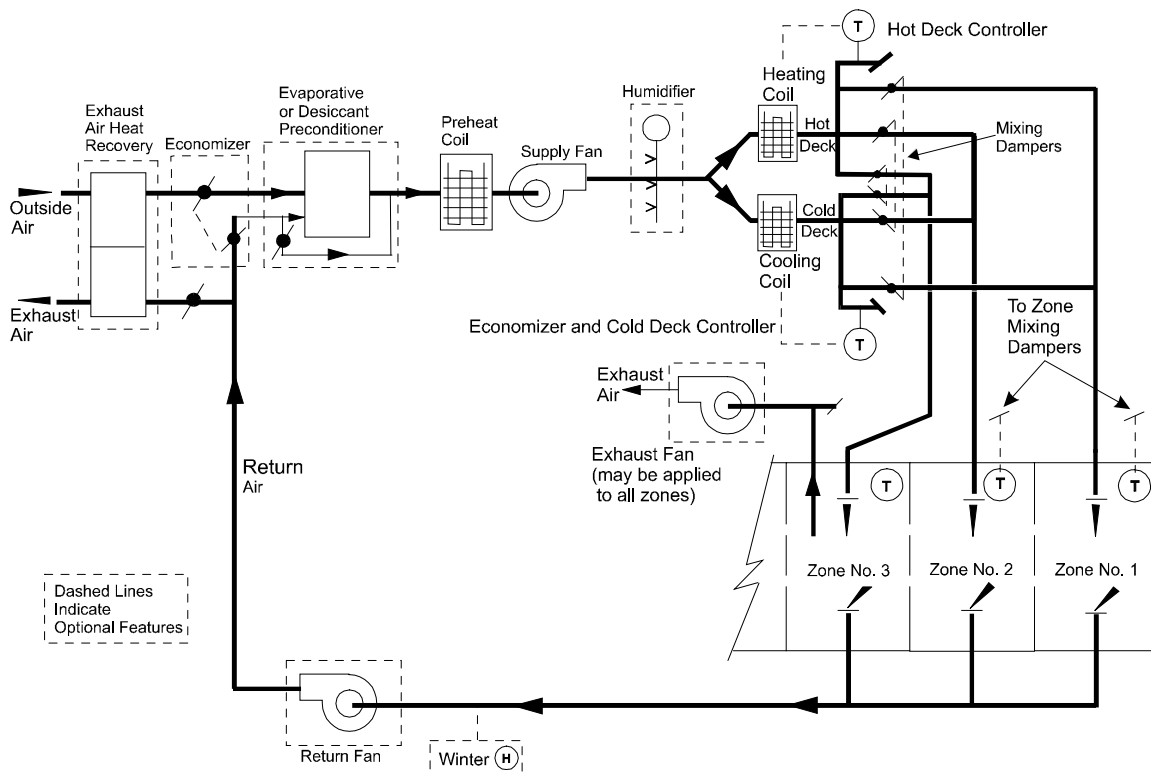 T
Hot Deck Controller
Heating
Coil
Hot
Deck
Mixing
Dampers
Humidifier
Evaporative
or Desiccant
Preconditioner
Exhaust
Air Heat
Recovery
Economizer
Preheat
Coil
Supply Fan
Outside
Air
Cold
Deck
Cooling
Coil
Exhaust
Air
Economizer and Cold Deck Controller
T
To Zone
Mixing
Dampers
Exhaust
Air
Exhaust Fan
(may be applied
to all zones)
Return
Air
T
T
T
Zone No. 3
Zone No. 2
Zone No. 1
Dashed Lines
Indicate
Optional Features
Return Fan
Winter H